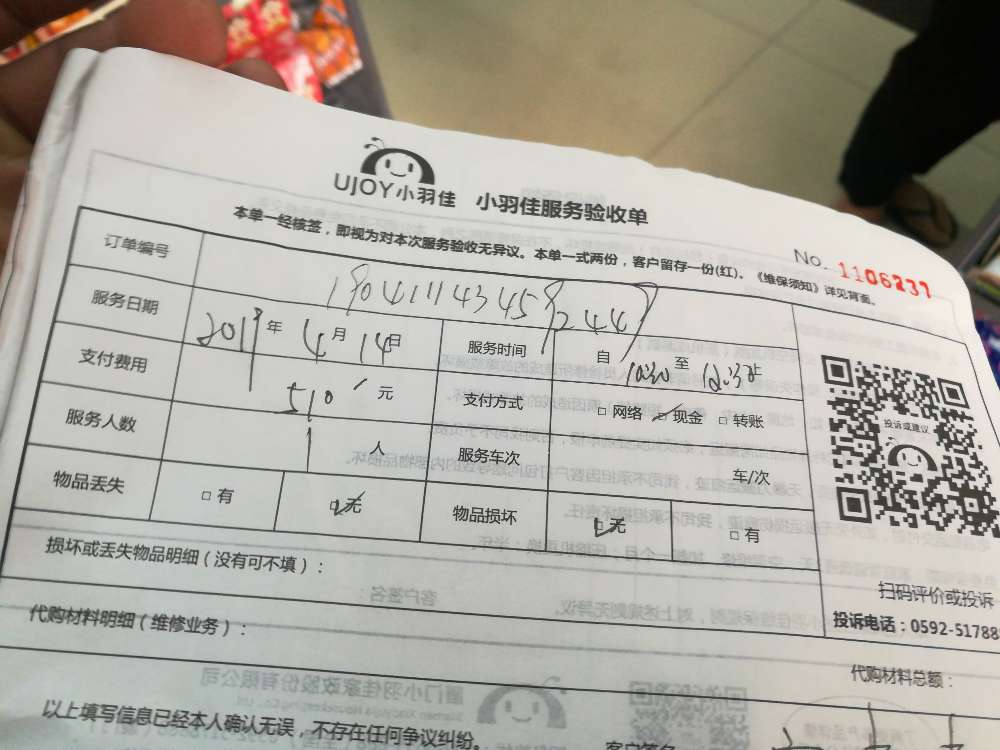 UJOY小羽佳 小羽佳服务验收单
No. 1106237
本单一经核签，即视为对本次服务验收无异议。本单一式两份，客户留存一份(红)。《维保须知》详见背面。
订单编号
服务日期 年 4月 14日 服务时间 自 1030 至
支付费用 510 元 支付方式 □ 网络 ☑ 现金 □ 转账
服务人数 1 人 服务车次 车/次
物品丢失 □ 有 ☑ 无 物品损坏 ☑ 无 □ 有
损坏或丢失物品明细（没有可不填）：
代购材料明细（维修业务）：
代购材料总额：
以上填写信息已经本人确认无误，不存在任何争议纠纷。
客户签名
投诉或建议
扫码评价或投诉
投诉电话：0592-51788